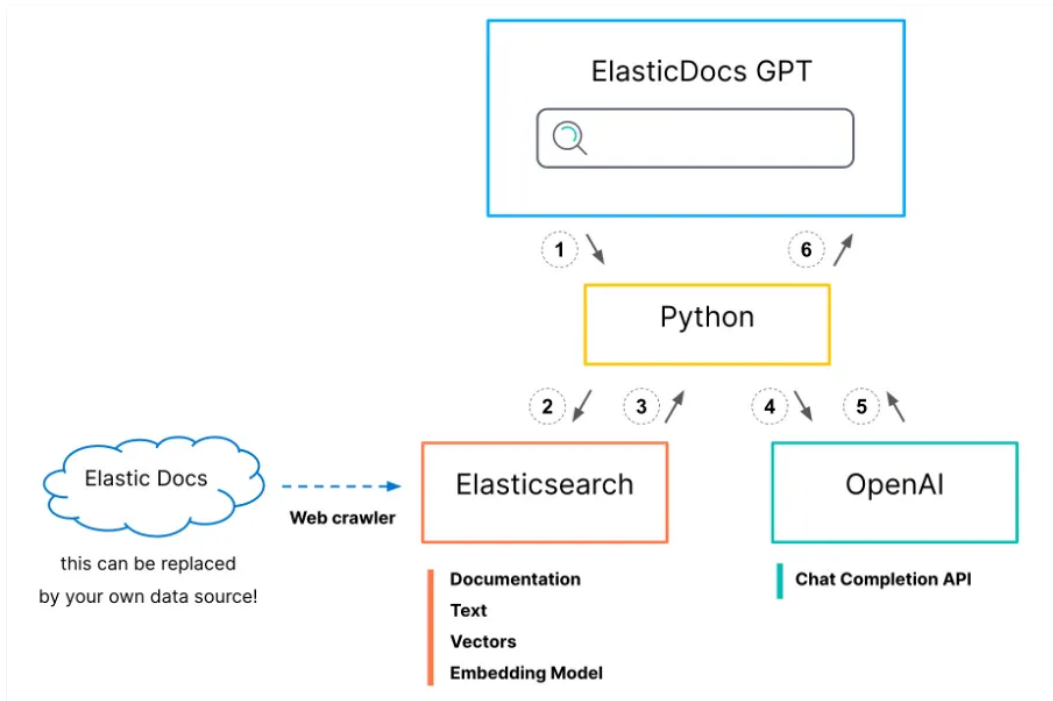 ElasticDocs GPT
1
6
Python
2
3
4
5
Elastic Docs
Elasticsearch
OpenAI
Web crawler
this can be replaced
by your own data source!
Documentation
Text
Vectors
Embedding Model
Chat Completion API